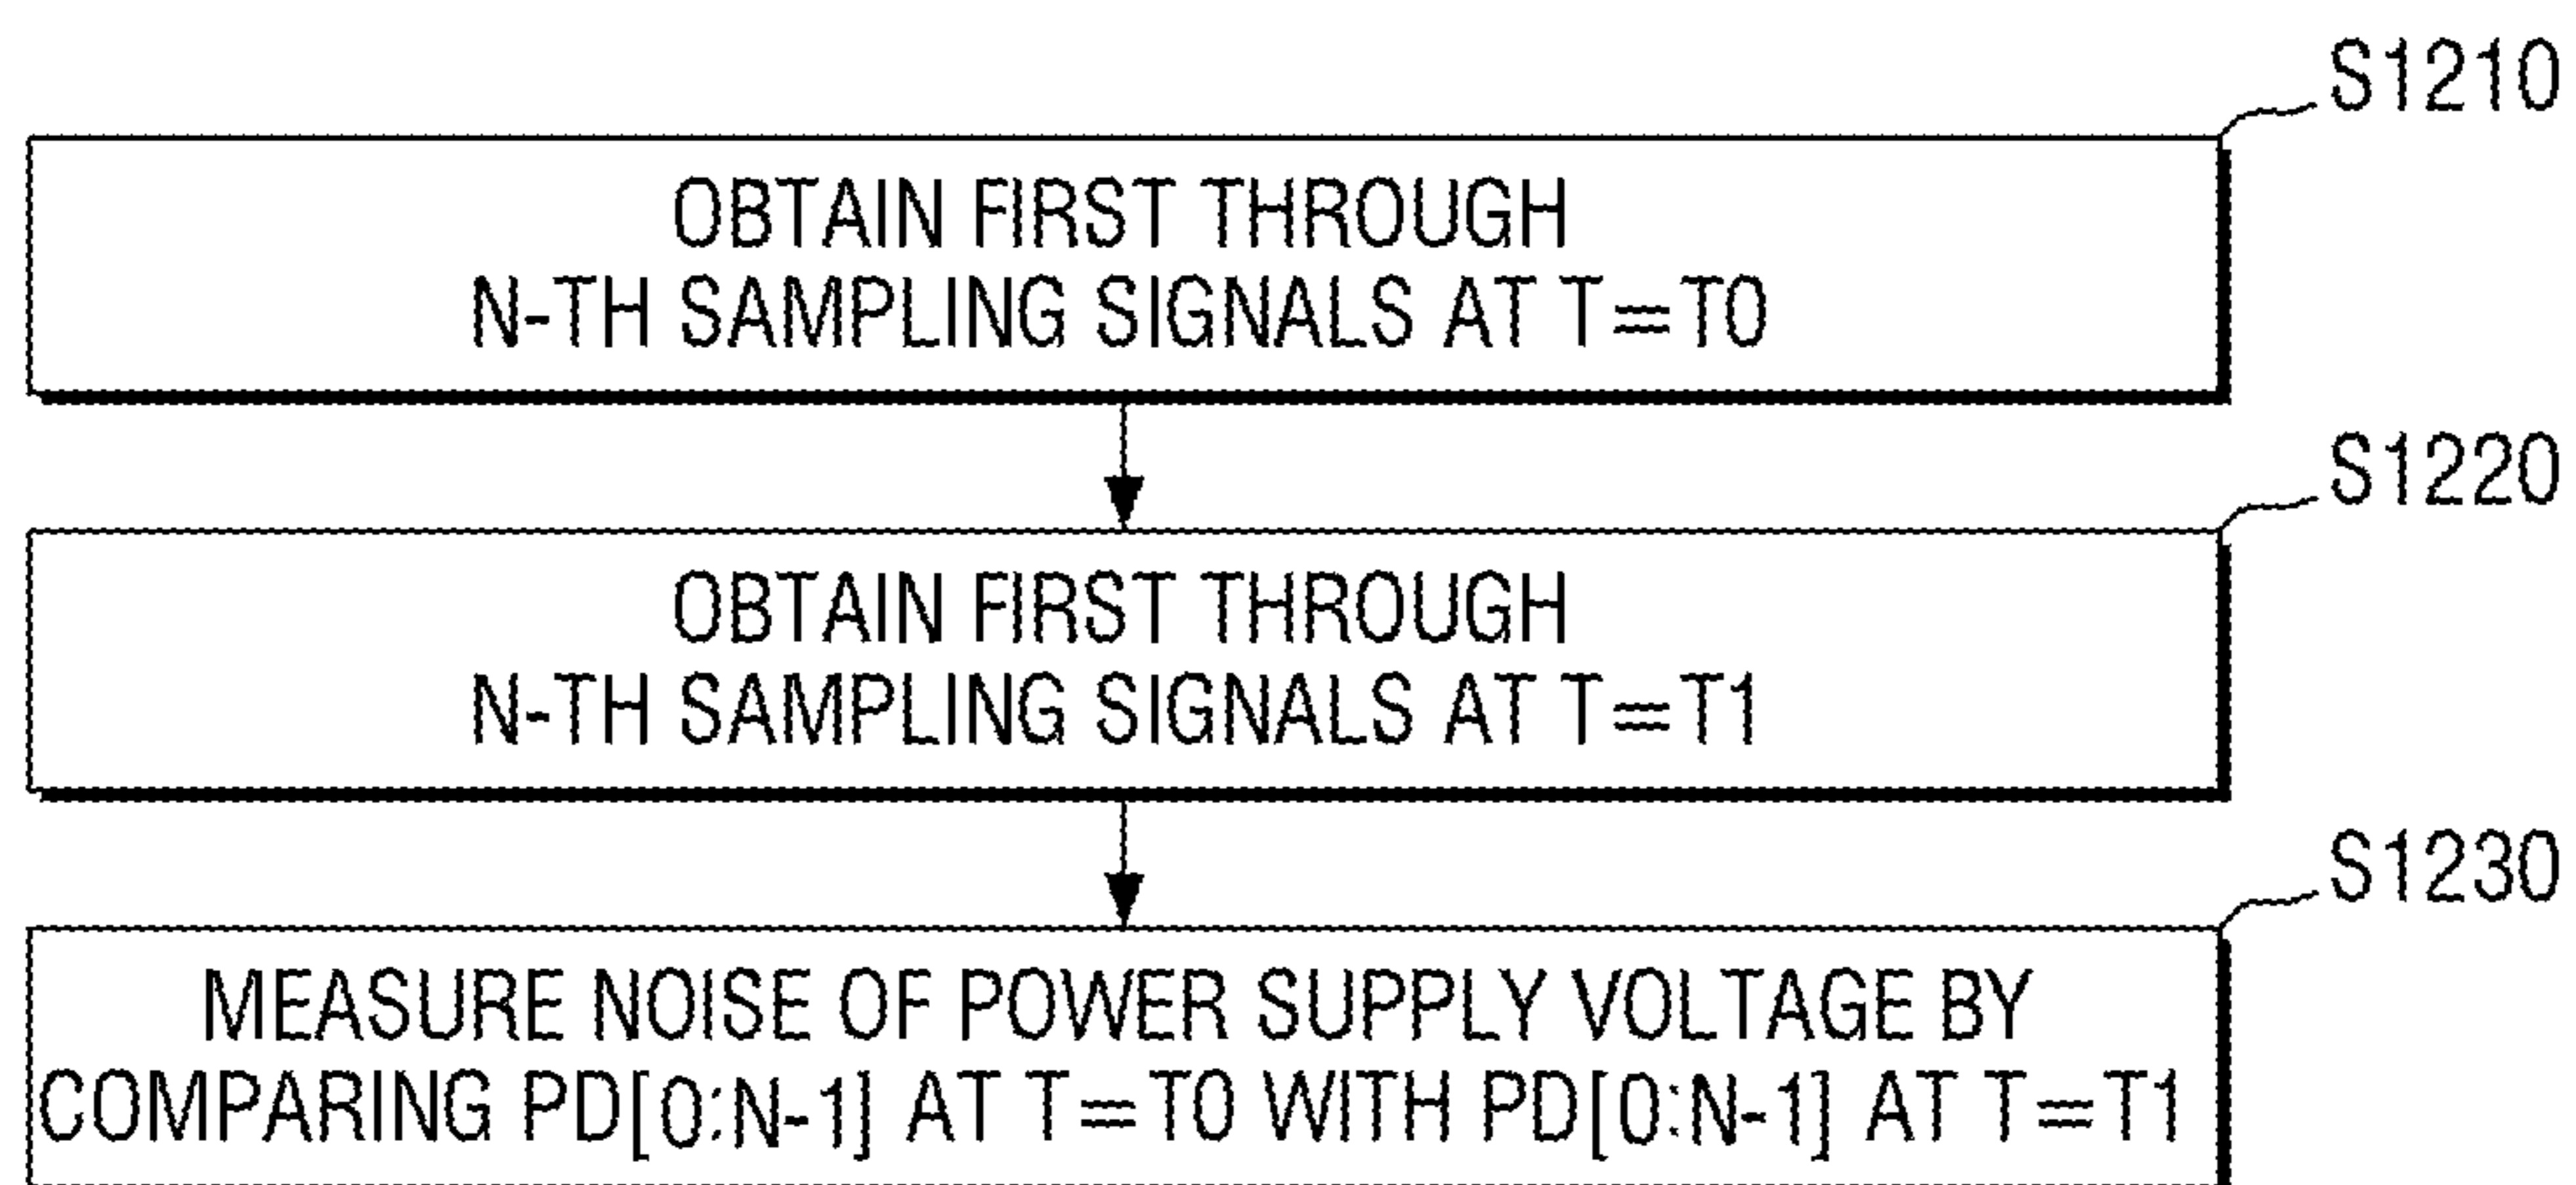 S1210
OBTAIN FIRST THROUGH
N-TH SAMPLING SIGNALS AT T=T0
S1220
OBTAIN FIRST THROUGH
N-TH SAMPLING SIGNALS AT T=T1
S1230
MEASURE NOISE OF POWER SUPPLY VOLTAGE BY
COMPARING PD[0:N-1] AT T=T0 WITH PD[0:N-1] AT T=T1